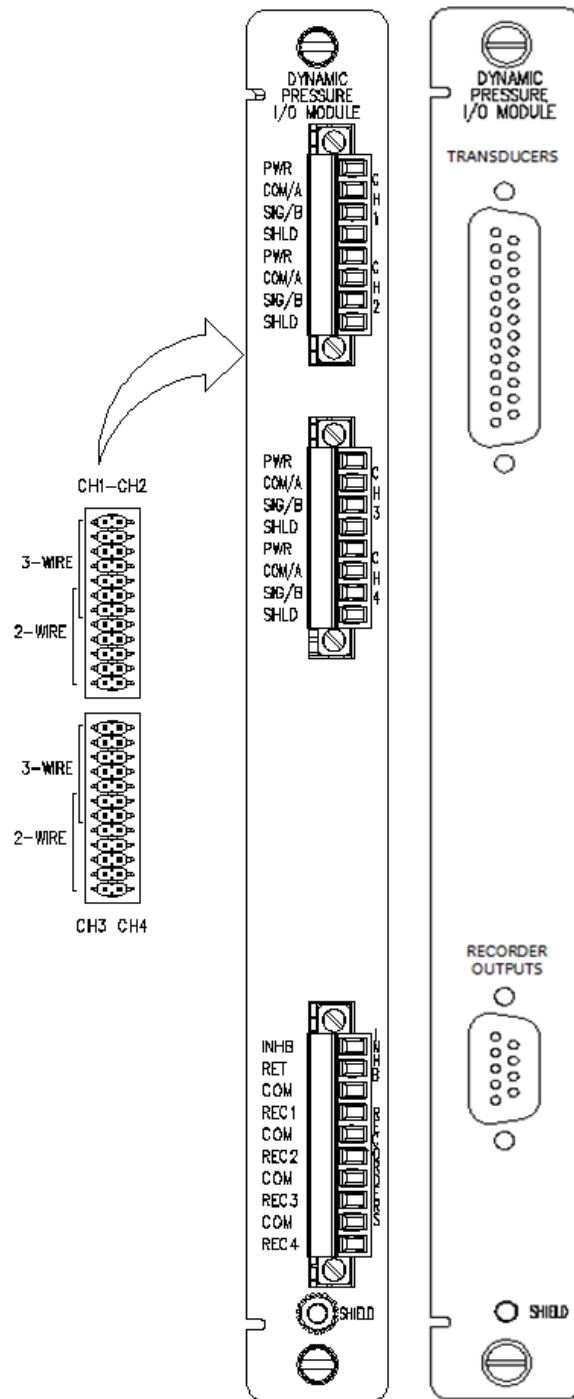 DYNAMIC
PRESSURE
I/O MODULE
PWR
COM/A
SIG/B
SHLD
PWR
COM/A
SIG/B
SHLD
CH1
CH2
PWR
COM/A
SIG/B
SHLD
PWR
COM/A
SIG/B
SHLD
CH3
CH4
CH1-CH2
3-WIRE
2-WIRE
3-WIRE
2-WIRE
CH3 CH4
INHB
RET
COM
REC1
COM
REC2
COM
REC3
COM
REC4
INHB
SHIELD
DYNAMIC
PRESSURE
I/O MODULE
TRANSDUCERS
RECORDER
OUTPUTS
SHIELD